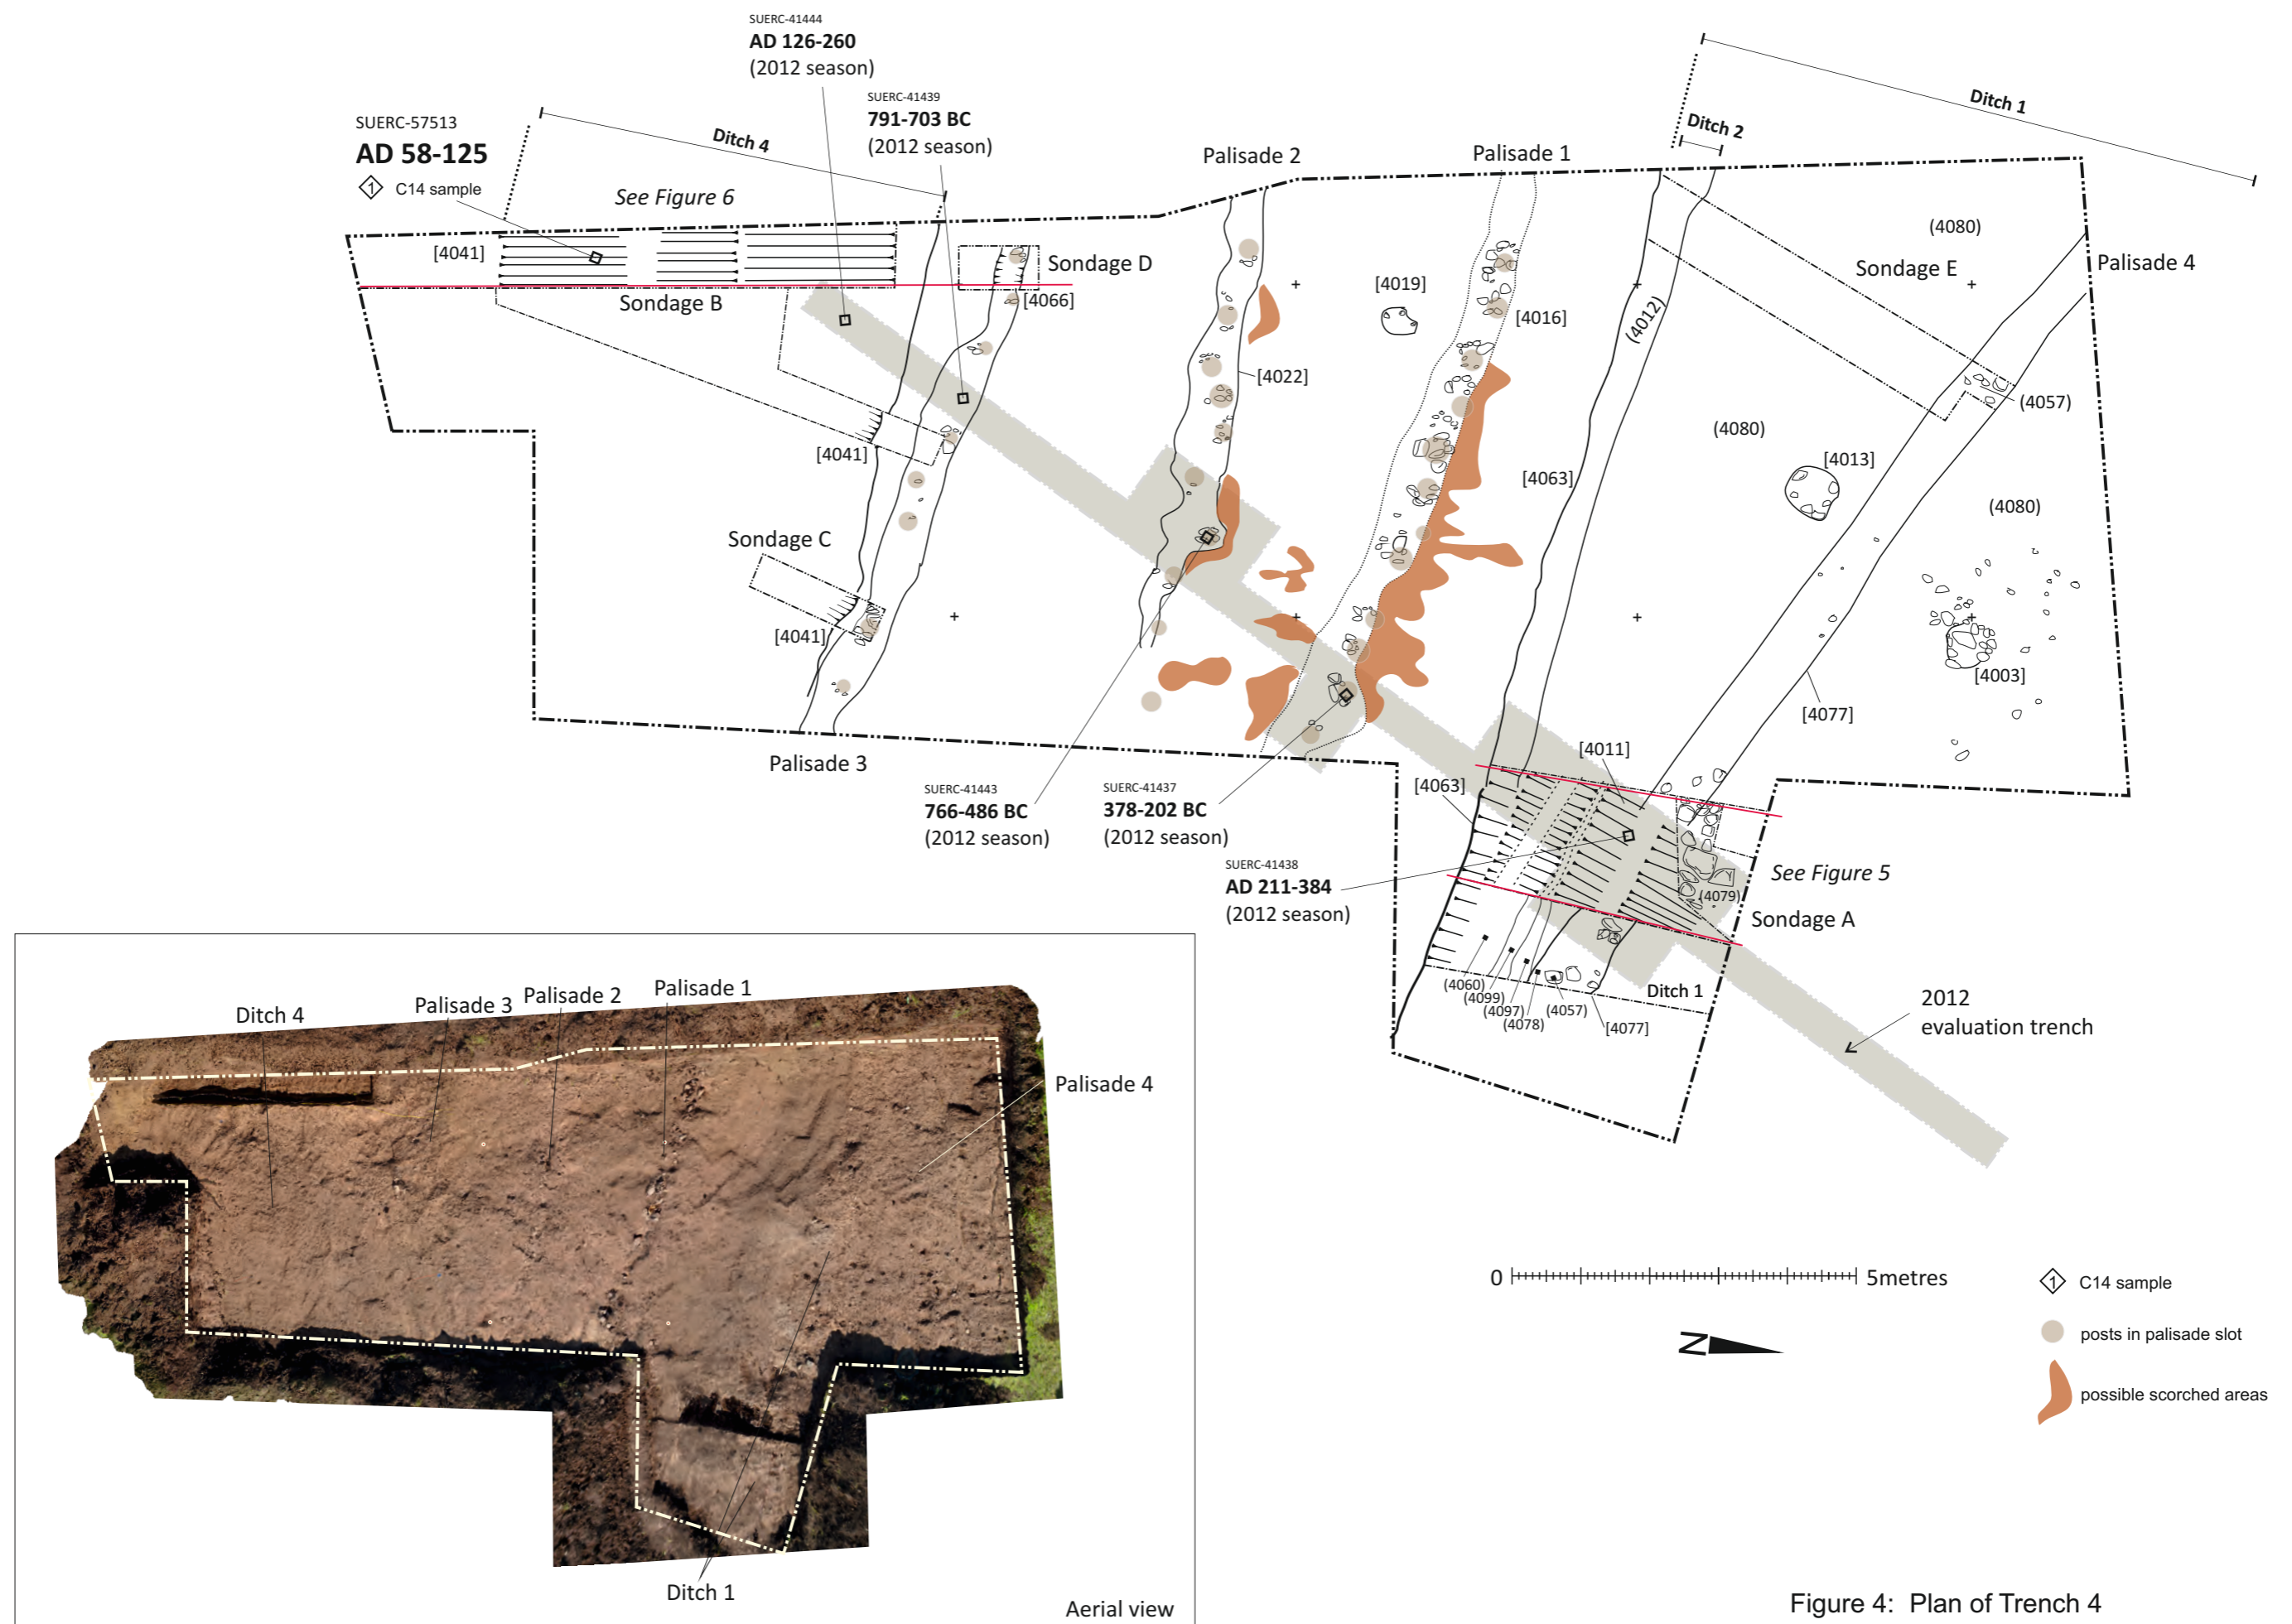 SUERC-41444
AD 126-260
(2012 season)
SUERC-41439
791-703 BC
(2012 season)
SUERC-57513
AD 58-125
1 C14 sample
Ditch 4
See Figure 6
Palisade 2
Palisade 1
Ditch 2
Ditch 1
[4041]
Sondage B
Sondage D
[4066]
[4019]
[4016]
(4012)
(4080)
Sondage E
Palisade 4
[4022]
(4057)
(4080)
[4013]
[4041]
[4063]
(4080)
Sondage C
[4041]
[4003]
[4077]
Palisade 3
[4011]
[4063]
SUERC-41443
766-486 BC
(2012 season)
SUERC-41437
378-202 BC
(2012 season)
SUERC-41438
AD 211-384
(2012 season)
See Figure 5
(4079)
Sondage A
(4060)
(4099)
(4097)
(4078)
(4057)
[4077]
Ditch 1
2012
evaluation trench
0 5metres
N
1 C14 sample
posts in palisade slot
possible scorched areas
Ditch 4
Palisade 3
Palisade 2
Palisade 1
Palisade 4
Ditch 1
Aerial view
Figure 4: Plan of Trench 4